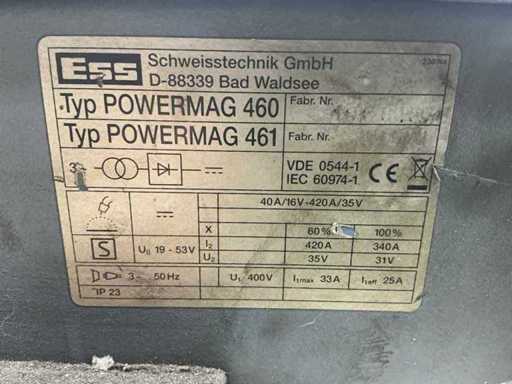 ESS Schweisstechnik GmbH
D-88339 Bad Waldsee
Typ POWERMAG 460 Fabr. Nr.
Typ POWERMAG 461 Fabr. Nr.
3~ VDE 0544-1 CE
IEC 60974-1
40A/16V-420A/35V
X 60% 100%
S U₀ 19 - 53V I₂ 420A 340A
U₂ 35V 31V
3~ 50Hz U₁ 400V I₁max 33A I₁eff 25A
IP 23